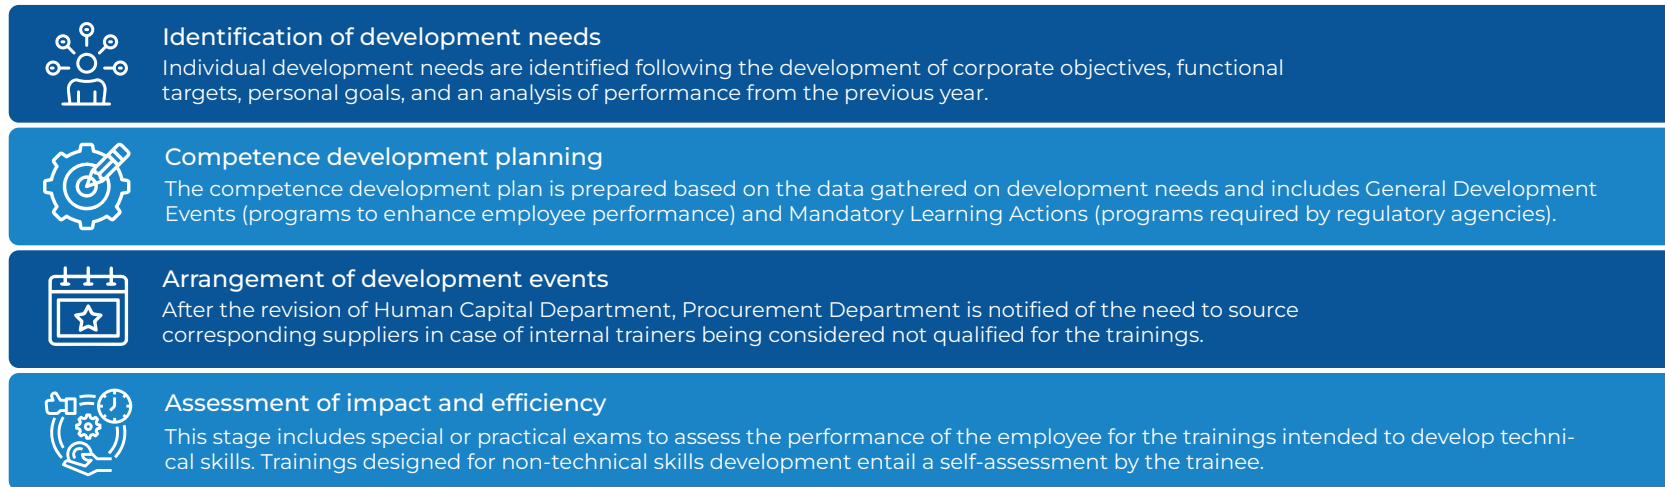 Identification of development needs
Individual development needs are identified following the development of corporate objectives, functional
targets, personal goals, and an analysis of performance from the previous year.
Competence development planning
The competence development plan is prepared based on the data gathered on development needs and includes General Development
Events (programs to enhance employee performance) and Mandatory Learning Actions (programs required by regulatory agencies).
Arrangement of development events
After the revision of Human Capital Department, Procurement Department is notified of the need to source
corresponding suppliers in case of internal trainers being considered not qualified for the trainings.
Assessment of impact and efficiency
This stage includes special or practical exams to assess the performance of the employee for the trainings intended to develop techni-
cal skills. Trainings designed for non-technical skills development entail a self-assessment by the trainee.